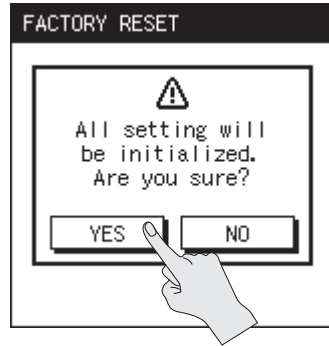 FACTORY RESET
All setting will
be initialized.
Are you sure?
YES NO